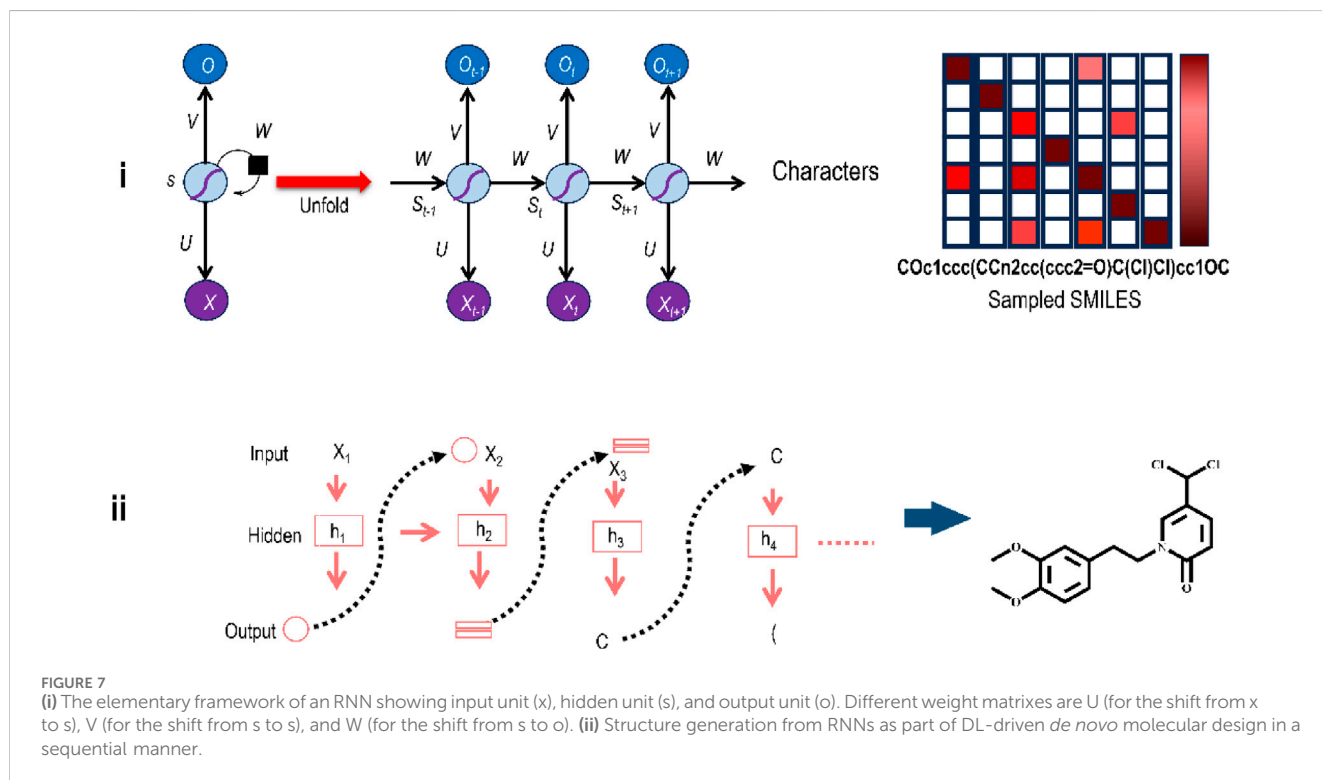 i
O
V
W
s
U
X
Unfold
O_{t-1} O_t O_{t+1}
V V V
W W W W
S_{t-1} S_t S_{t+1}
U U U
X_{t-1} X_t X_{t+1}
Characters
COc1ccc(CCn2cc(ccc2=O)C(Cl)Cl)cc1OC
Sampled SMILES
ii
Input X_1 X_2 X_3 C
Hidden h_1 h_2 h_3 h_4
Output C (
Cl Cl
N
O
O
O
FIGURE 7
(i) The elementary framework of an RNN showing input unit (x), hidden unit (s), and output unit (o). Different weight matrixes are U (for the shift from x
to s), V (for the shift from s to s), and W (for the shift from s to o). (ii) Structure generation from RNNs as part of DL-driven de novo molecular design in a
sequential manner.